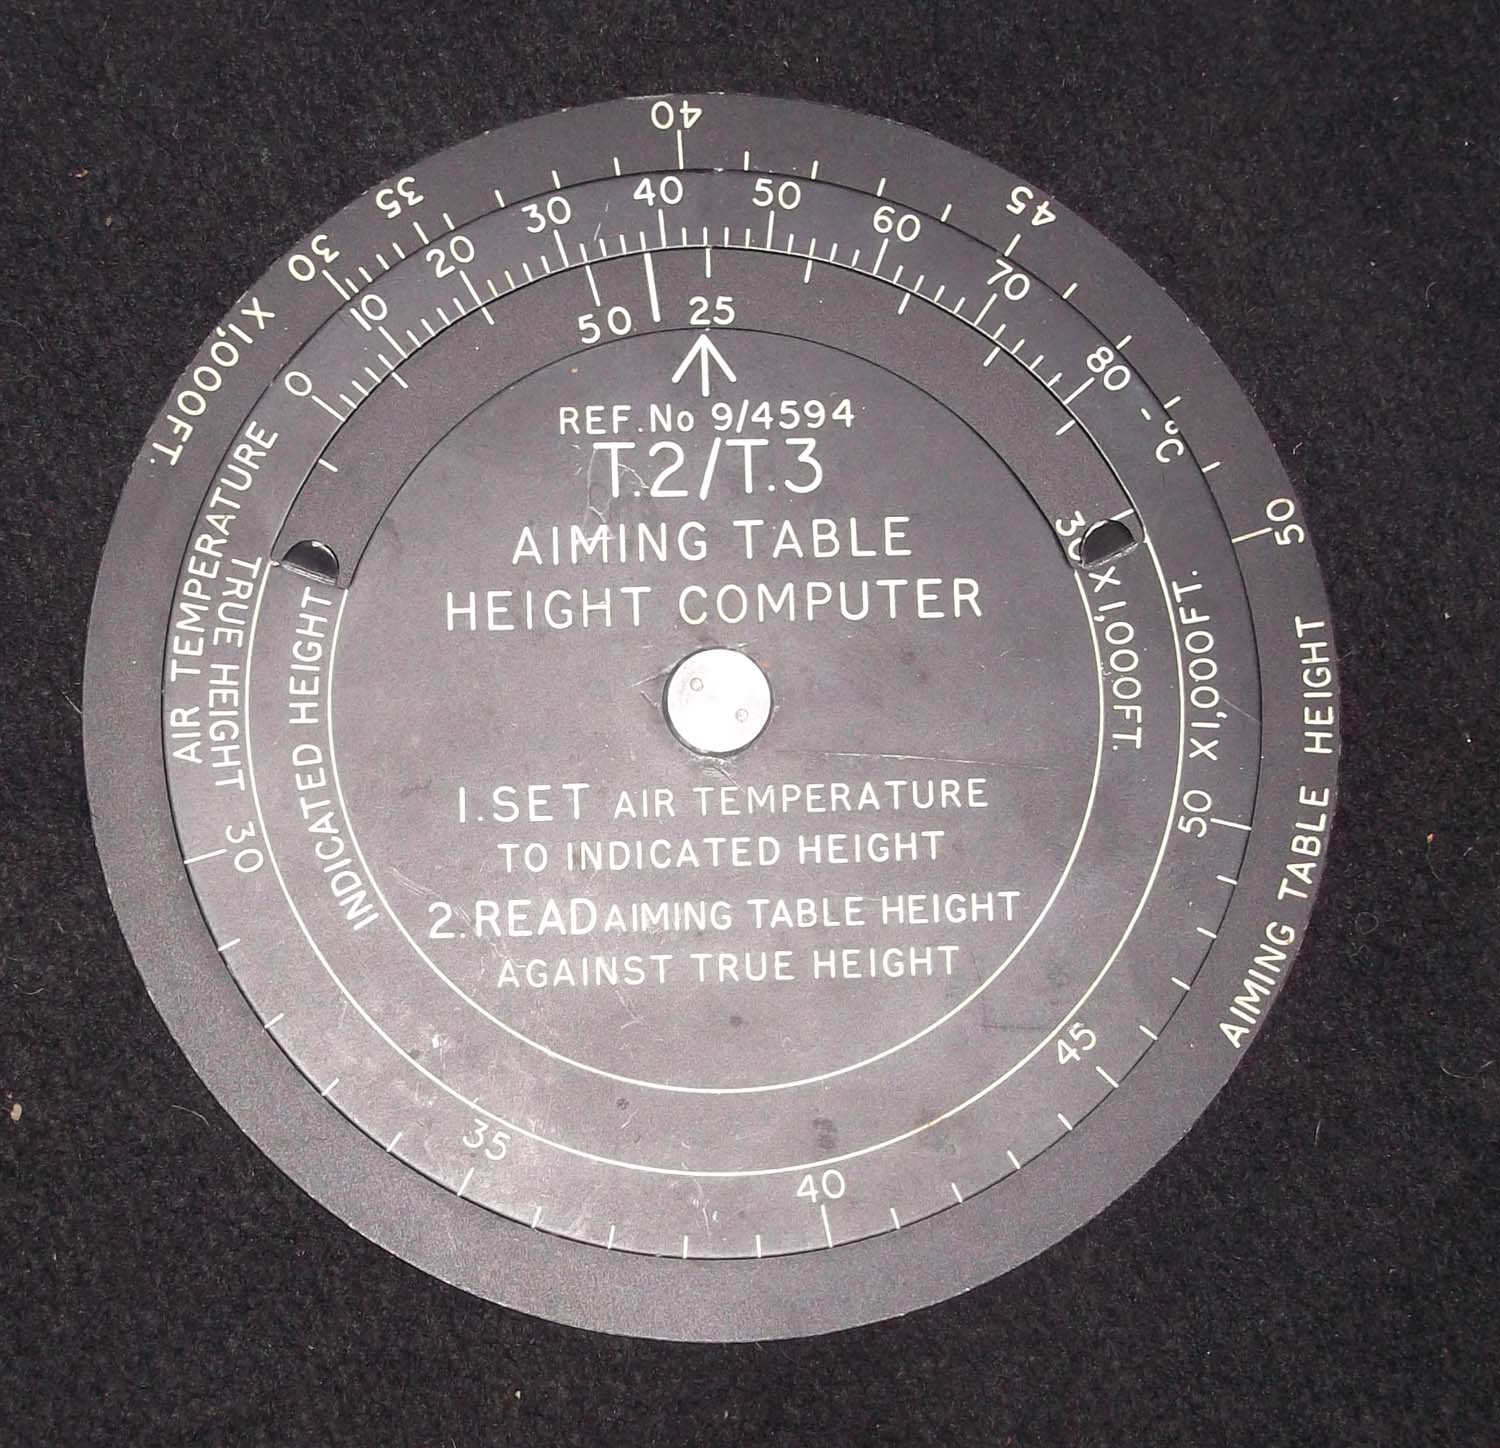 X1,000FT.
30
35
40
45
50
AIMING TABLE HEIGHT
AIR TEMPERATURE
0
10
20
30
40
50
60
70
80
-°C
TRUE HEIGHT
30
35
40
45
50 X1,000FT.
INDICATED HEIGHT
50
25
30
X1,000FT.
REF.No 9/4594
T.2/T.3
AIMING TABLE
HEIGHT COMPUTER
1.SET AIR TEMPERATURE
TO INDICATED HEIGHT
2.READ AIMING TABLE HEIGHT
AGAINST TRUE HEIGHT